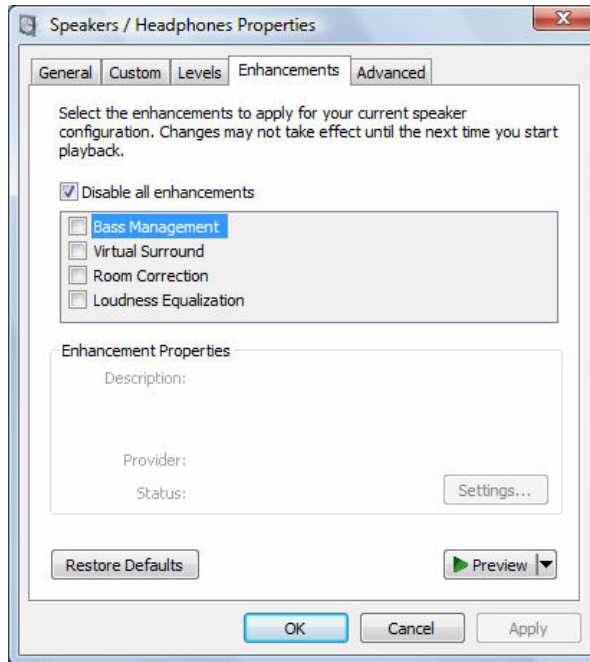 Speakers / Headphones Properties
General Custom Levels Enhancements Advanced
Select the enhancements to apply for your current speaker
configuration. Changes may not take effect until the next time you start
playback.
Disable all enhancements
Bass Management
Virtual Surround
Room Correction
Loudness Equalization
Enhancement Properties
Description:
Provider:
Status:
Settings...
Restore Defaults
Preview
OK Cancel Apply